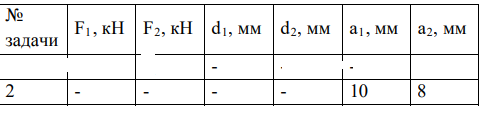 № задачи F₁, кН F₂, кН d₁, мм d₂, мм a₁, мм a₂, мм
- - -
2 - - - - 10 8